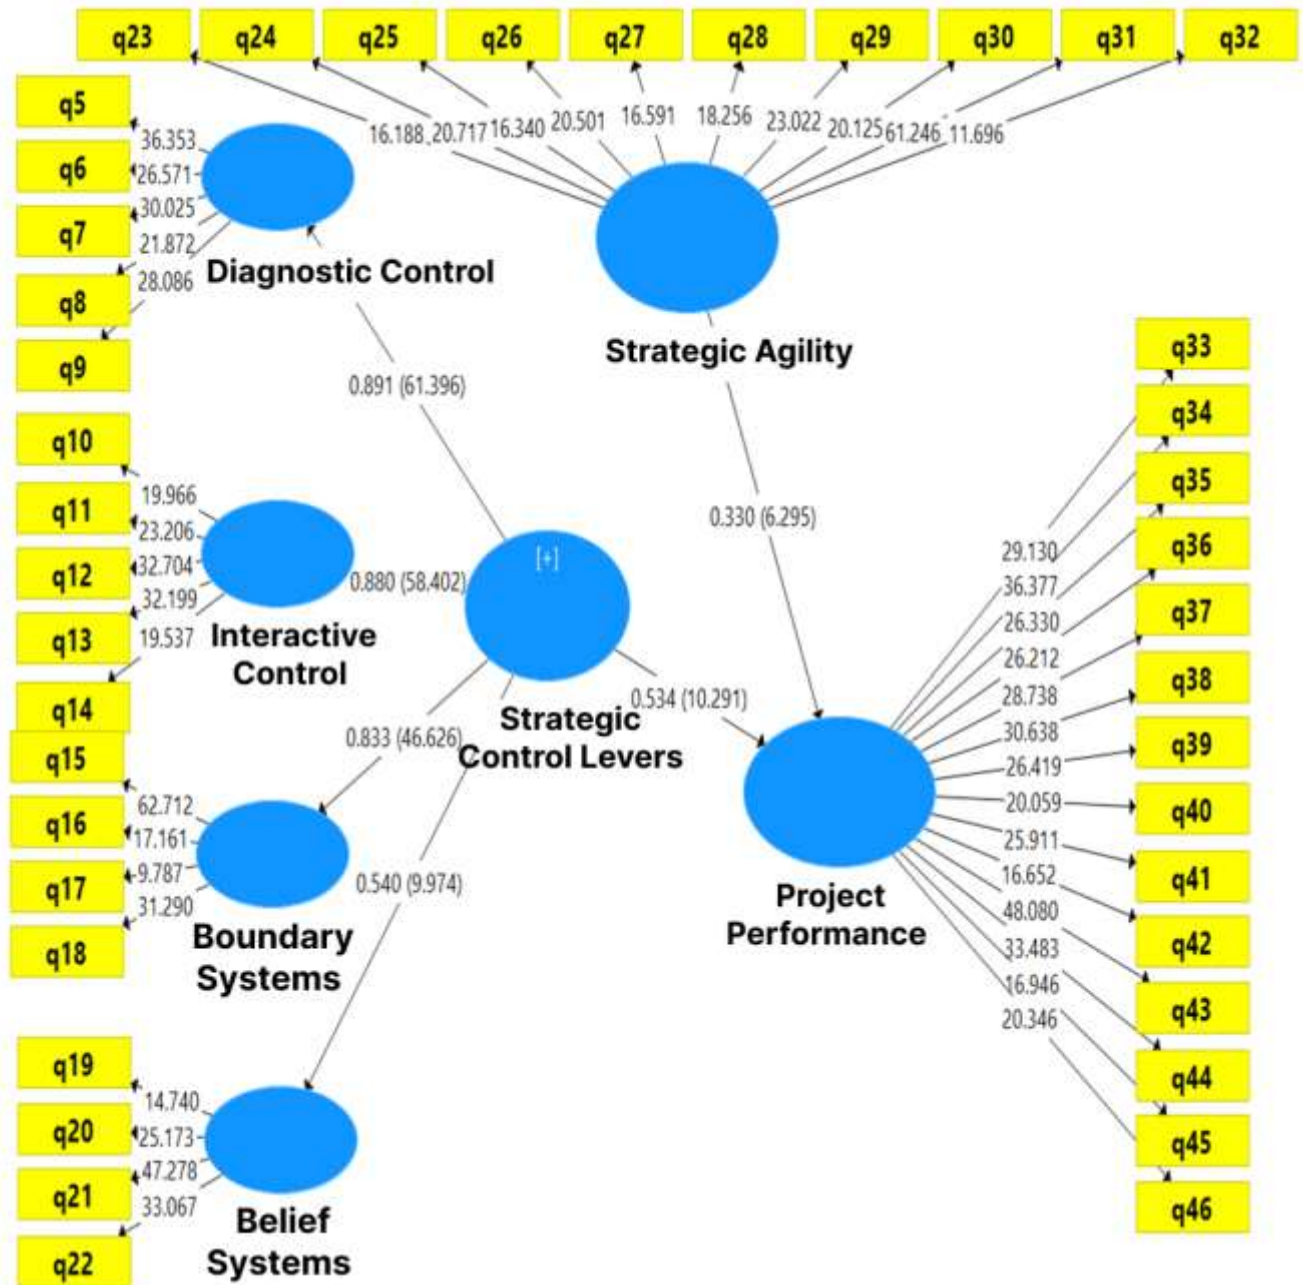 q23 q24 q25 q26 q27 q28 q29 q30 q31 q32
16.188 20.717 16.340 20.501 16.591 18.256 23.022 20.125 61.246 11.696
Strategic Agility
q5
q6
q7
q8
q9
36.353
26.571
30.025
21.872
28.086
Diagnostic Control
0.891 (61.396)
q10
q11
q12
q13
q14
19.966
23.206
32.704
32.199
19.537
Interactive
Control
0.880 (58.402)
[+]
Strategic
Control Levers
0.330 (6.295)
0.534 (10.291)
0.833 (46.626)
0.540 (9.974)
q15
q16
q17
q18
62.712
17.161
9.787
31.290
Boundary
Systems
q19
q20
q21
q22
14.740
25.173
47.278
33.067
Belief
Systems
Project
Performance
29.130
36.377
26.330
26.212
28.738
30.638
26.419
20.059
25.911
16.652
48.080
33.483
16.946
20.346
q33
q34
q35
q36
q37
q38
q39
q40
q41
q42
q43
q44
q45
q46